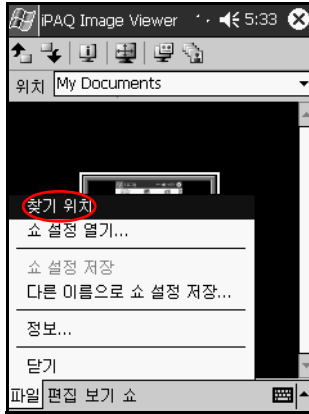 iPAQ Image Viewer 5:33
위치 My Documents
찾기 위치
쇼 설정 열기...
쇼 설정 저장
다른 이름으로 쇼 설정 저장...
정보...
닫기
파일 편집 보기 쇼